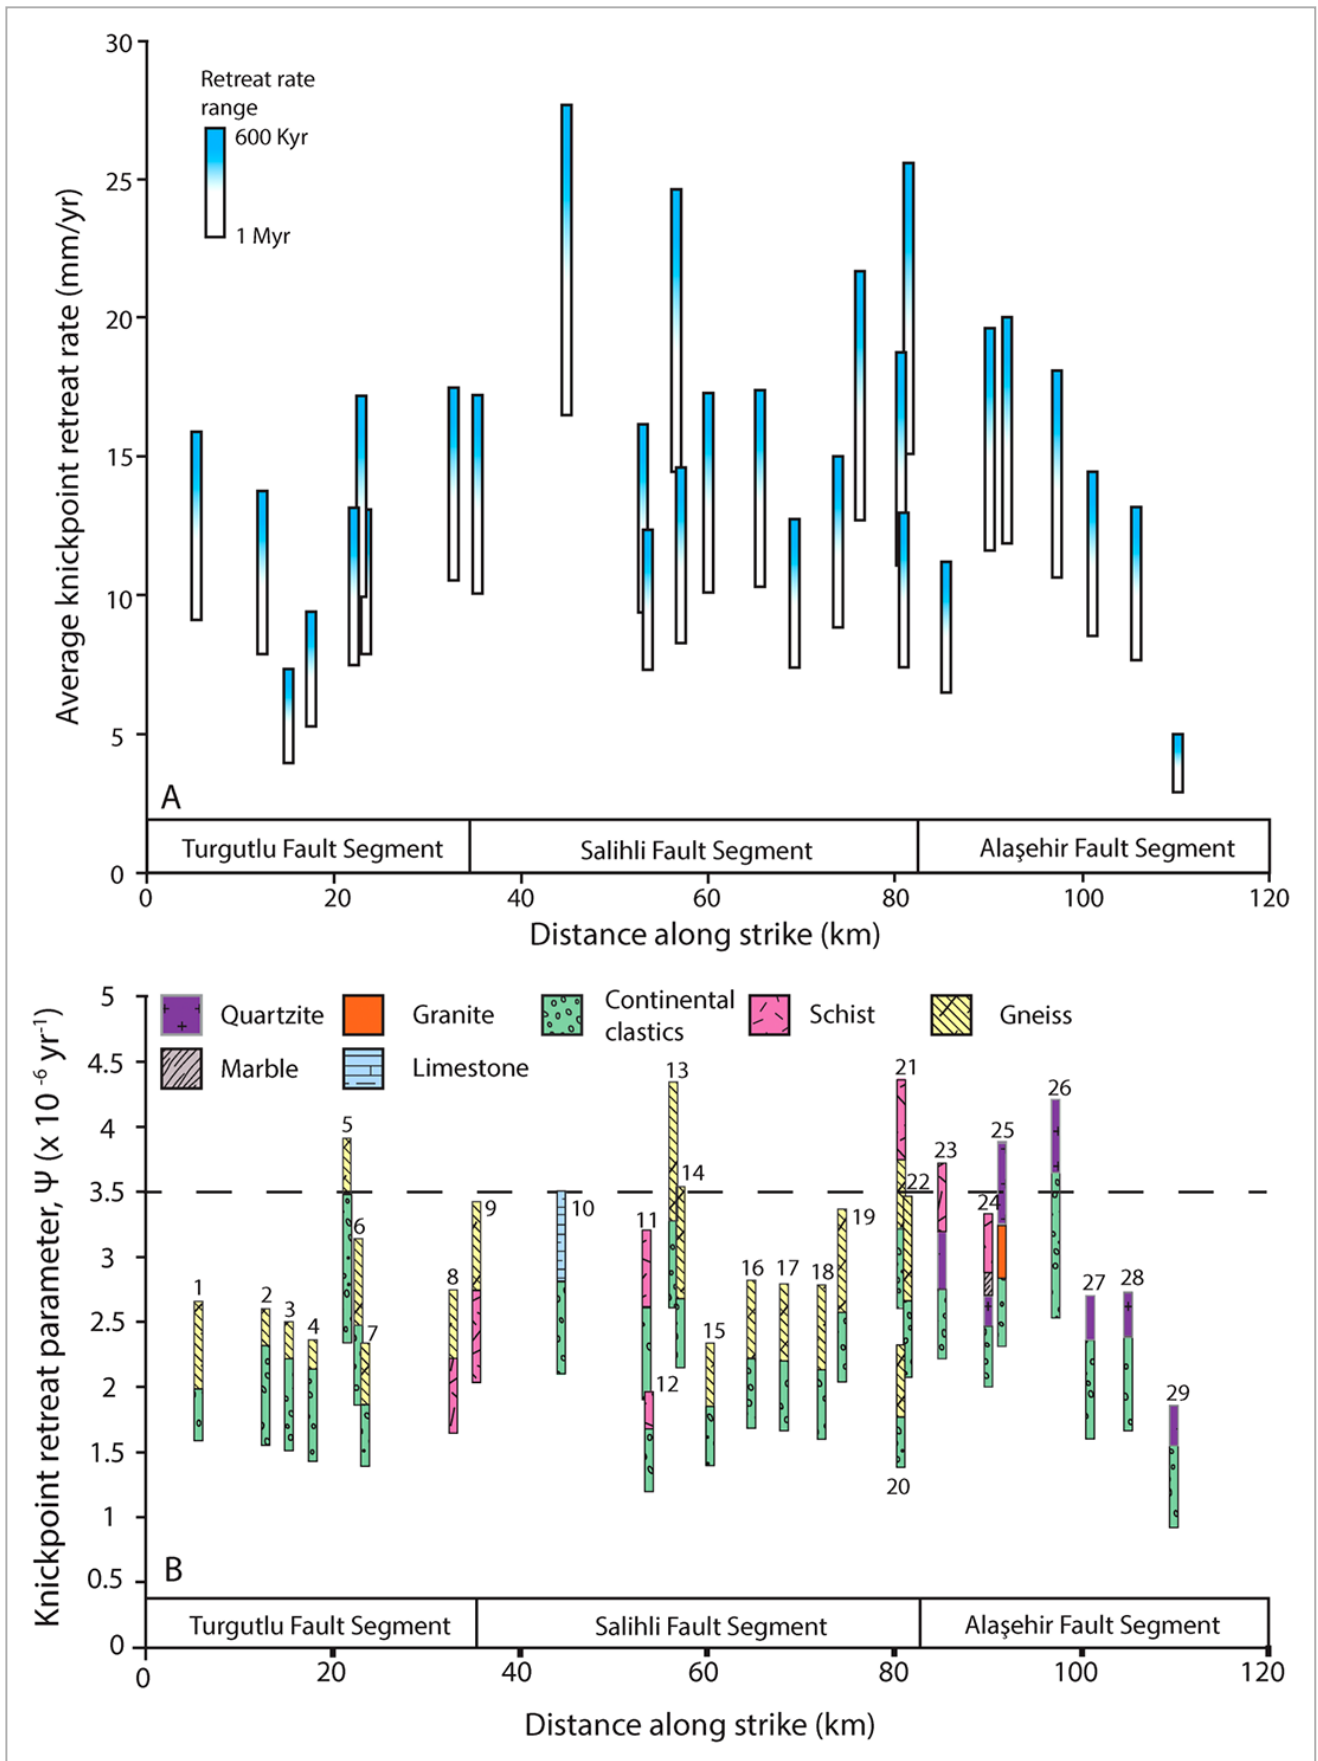 30
Retreat rate
range
600 Kyr
1 Myr
25
20
15
10
5
0
Average knickpoint retreat rate (mm/yr)
A
Turgutlu Fault Segment
Salihli Fault Segment
Alaşehir Fault Segment
0 20 40 60 80 100 120
Distance along strike (km)
5
4.5
4
3.5
3
2.5
2
1.5
1
0.5
0
Knickpoint retreat parameter, Ψ (x 10 -6 yr-1)
Quartzite
Granite
Continental
clastics
Schist
Gneiss
Marble
Limestone
1
2
3
4
5
6
7
8
9
10
11
12
13
14
15
16
17
18
19
20
21
22
23
24
25
26
27
28
29
B
Turgutlu Fault Segment
Salihli Fault Segment
Alaşehir Fault Segment
0 20 40 60 80 100 120
Distance along strike (km)